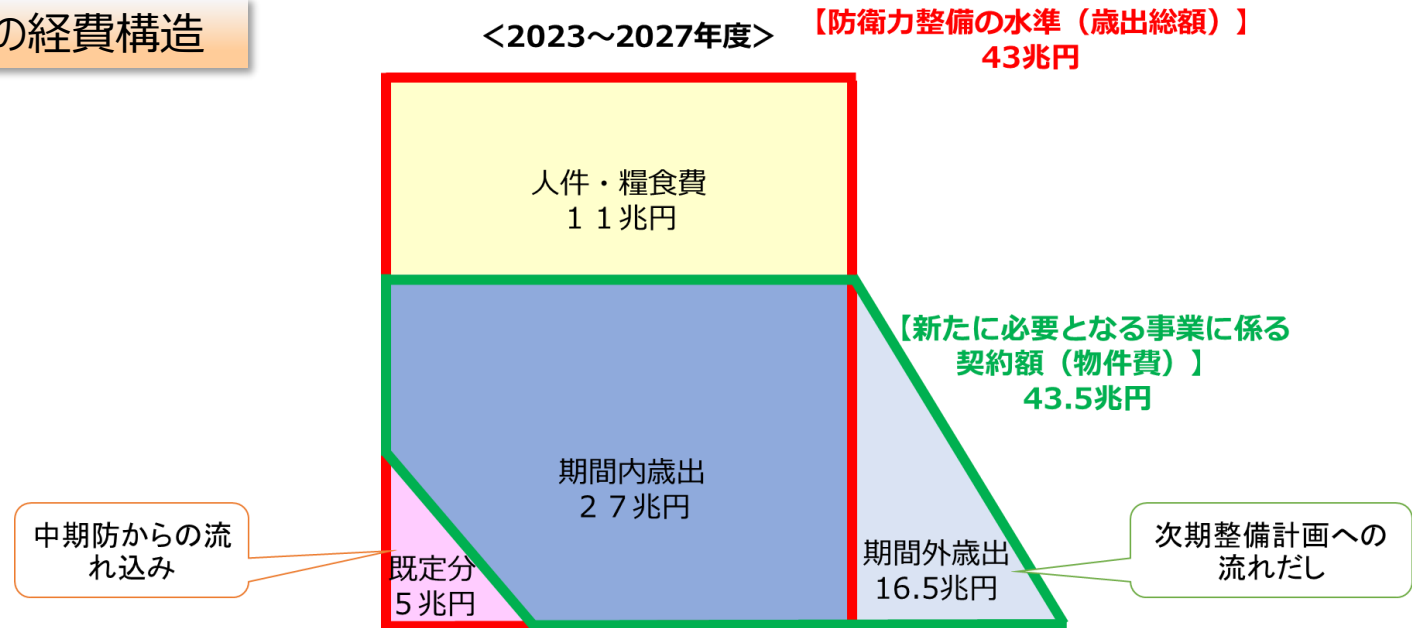 の経費構造
<2023～2027年度>
【防衛力整備の水準（歳出総額）】
43兆円
人件・糧食費
１１兆円
【新たに必要となる事業に係る
契約額（物件費）】
43.5兆円
期間内歳出
２７兆円
中期防からの流
れ込み
既定分
５兆円
期間外歳出
16.5兆円
次期整備計画への
流れだし